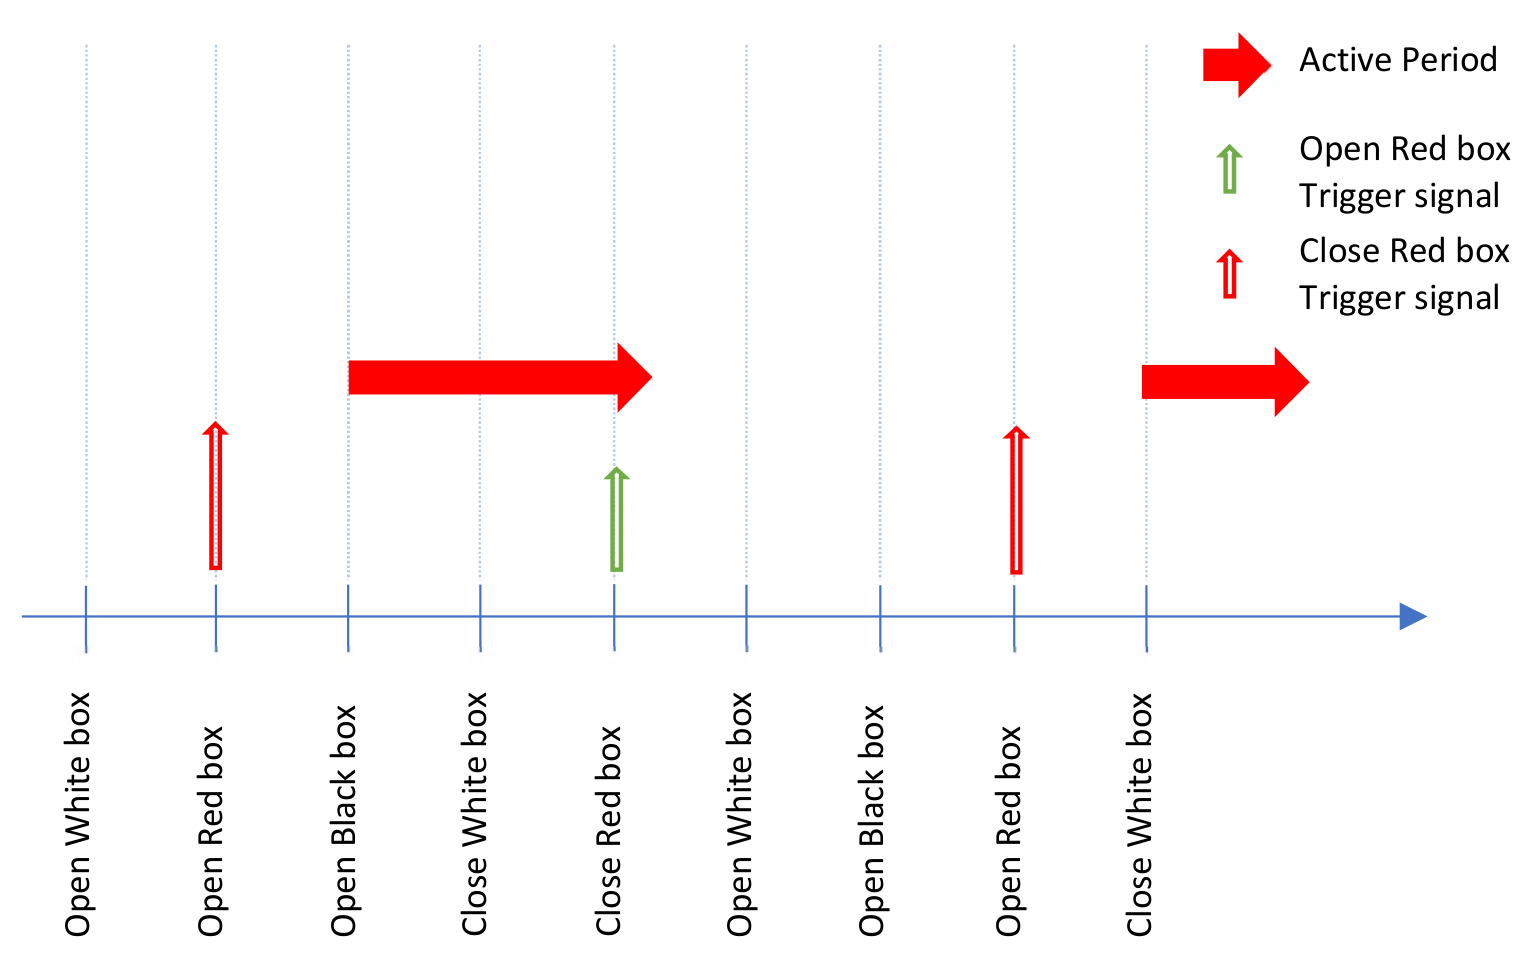 Active Period
Open Red box
Trigger signal
Close Red box
Trigger signal
Open White box
Open Red box
Open Black box
Close White box
Close Red box
Open White box
Open Black box
Open Red box
Close White box